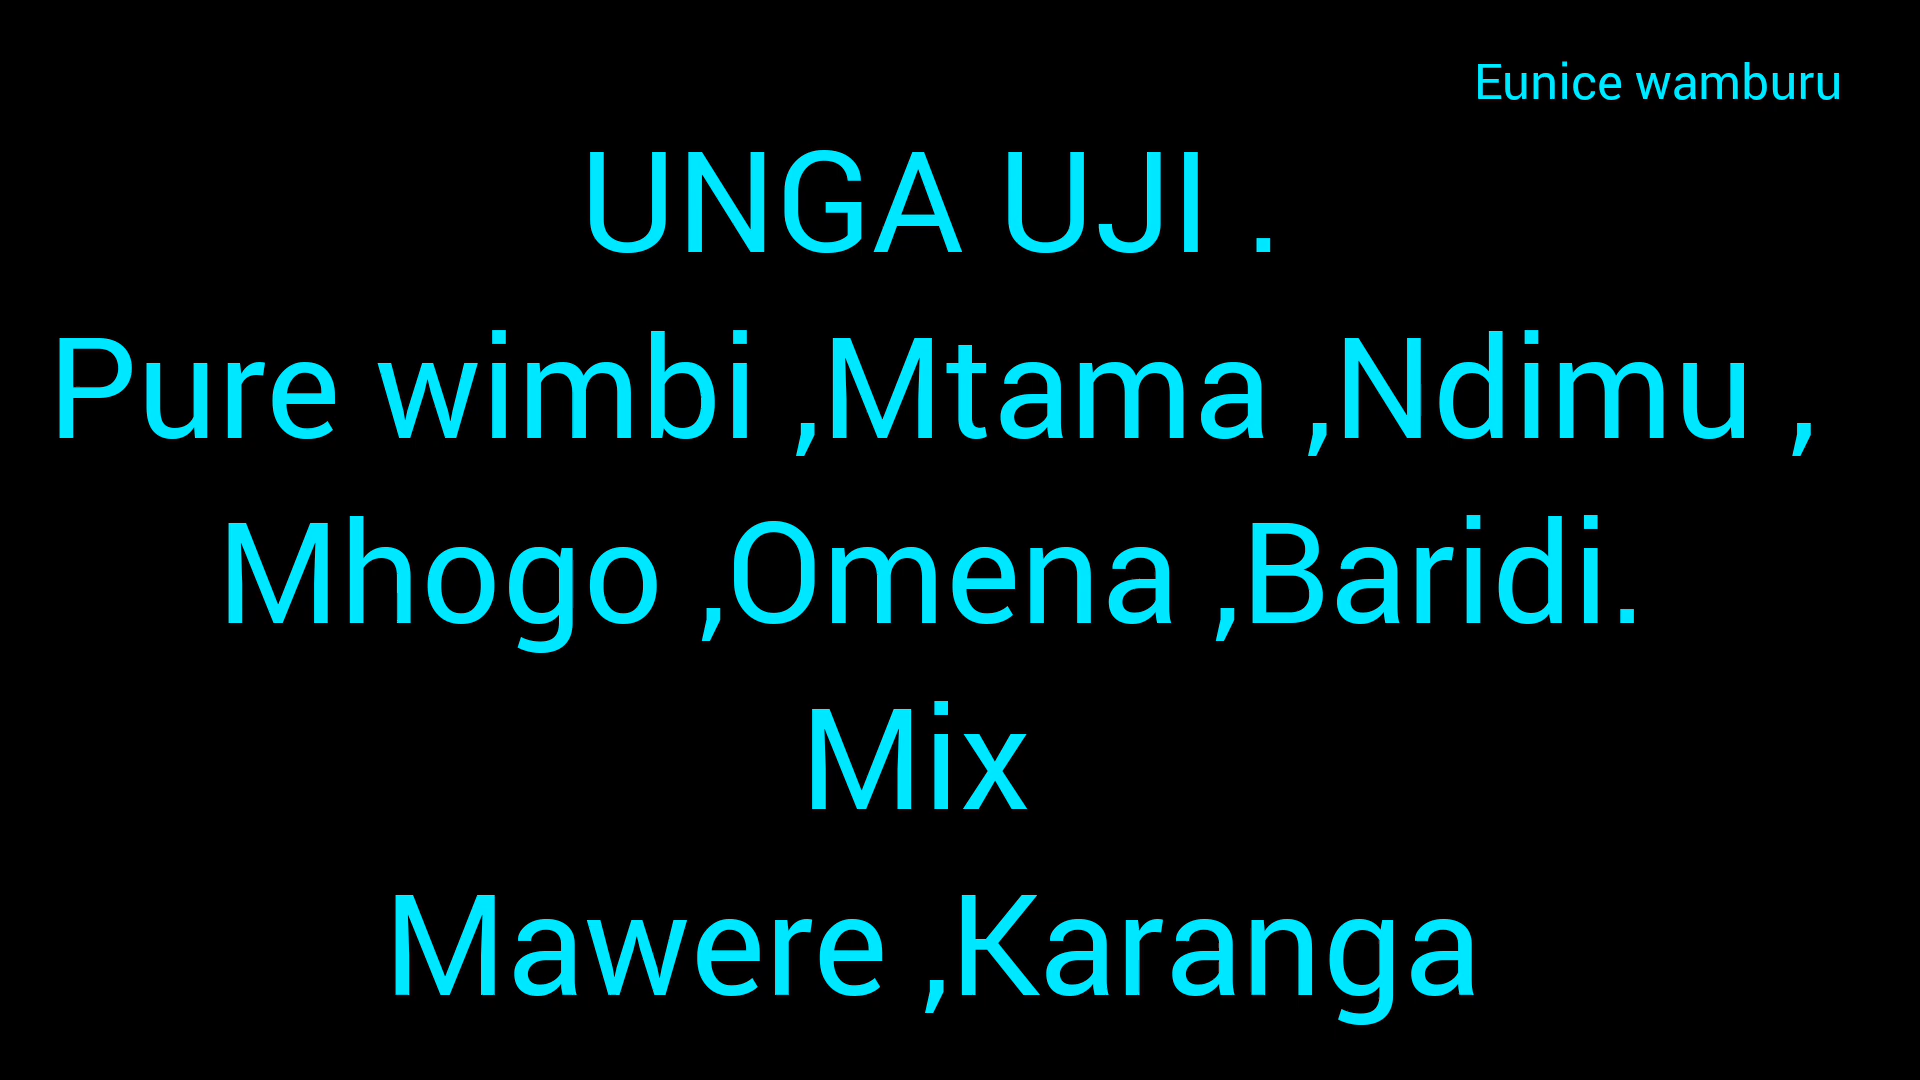 Eunice wamburu
UNGA UJI .
Pure wimbi ,Mtama ,Ndimu ,
Mhogo ,Omena ,Baridi.
Mix
Mawere ,Karanga